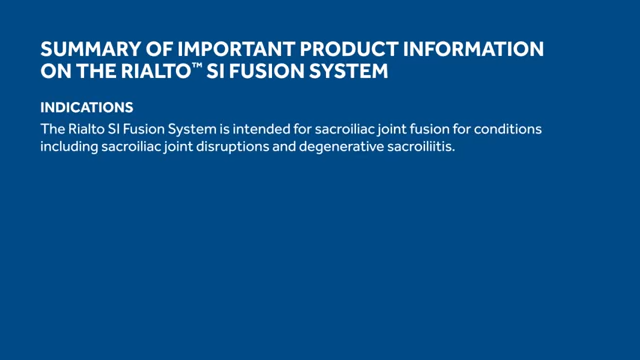 SUMMARY OF IMPORTANT PRODUCT INFORMATION
ON THE RIALTO™ SI FUSION SYSTEM
INDICATIONS
The Rialto SI Fusion System is intended for sacroiliac joint fusion for conditions
including sacroiliac joint disruptions and degenerative sacroiliitis.